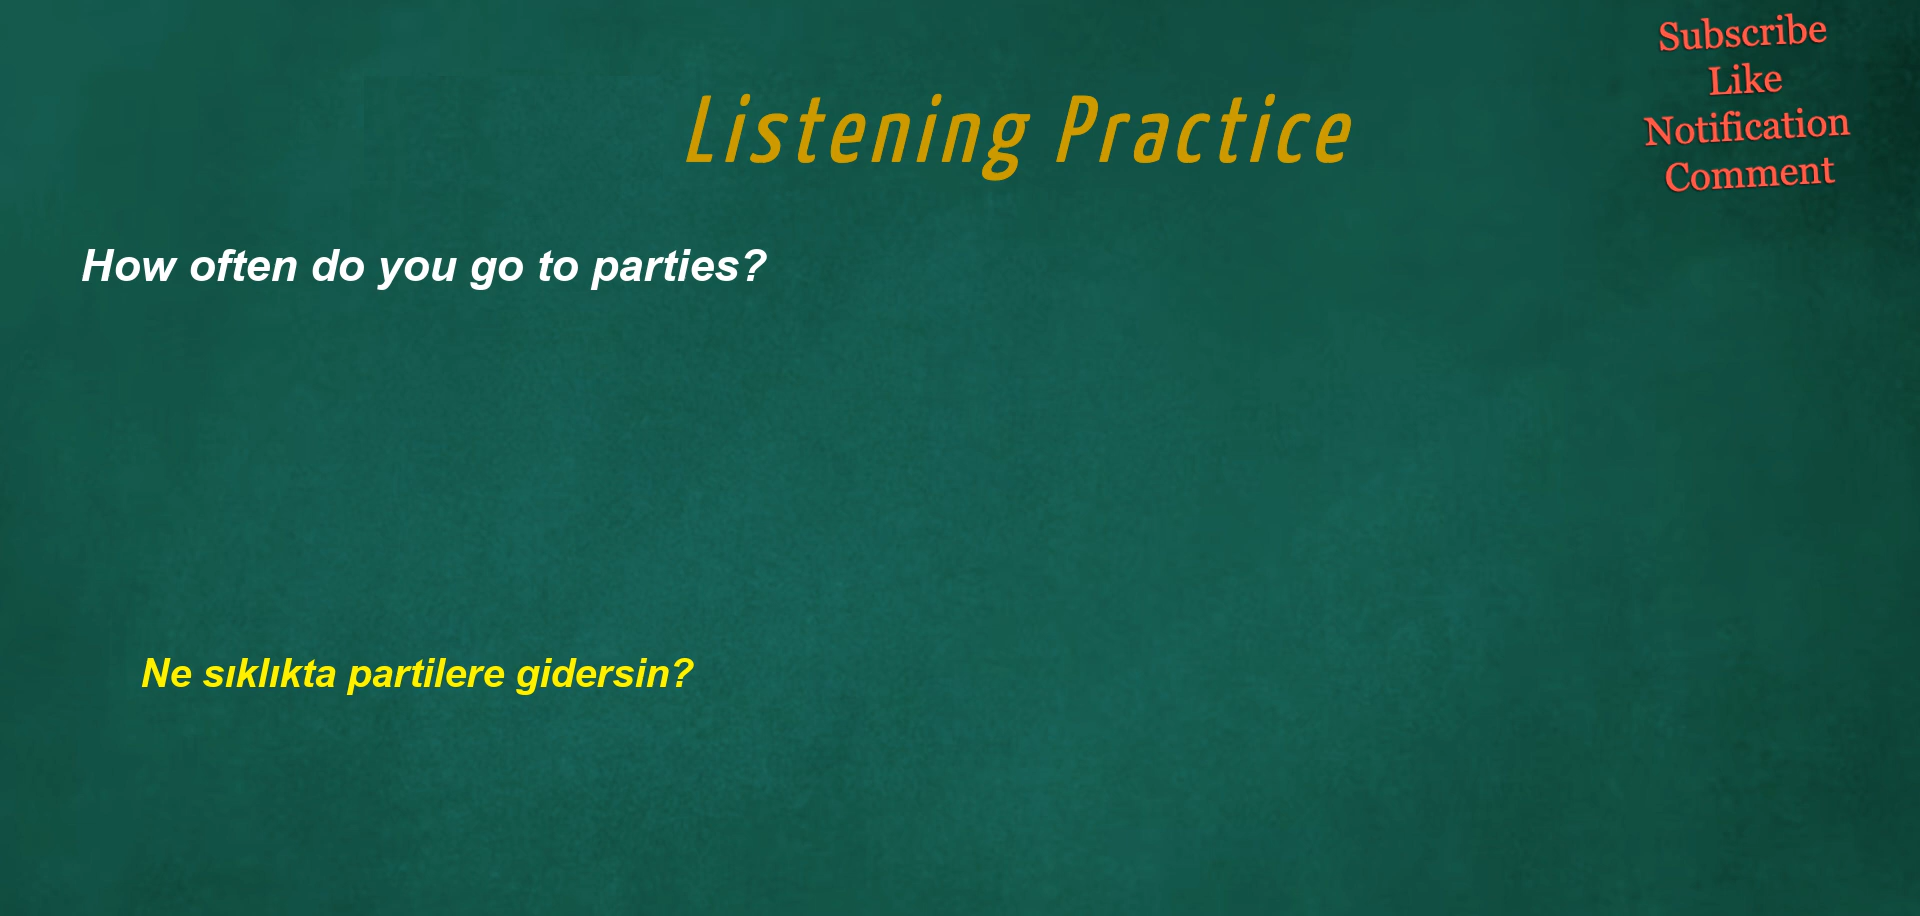 Subscribe
Like
Notification
Comment
Listening Practice
How often do you go to parties?
Ne sıklıkta partilere gidersin?